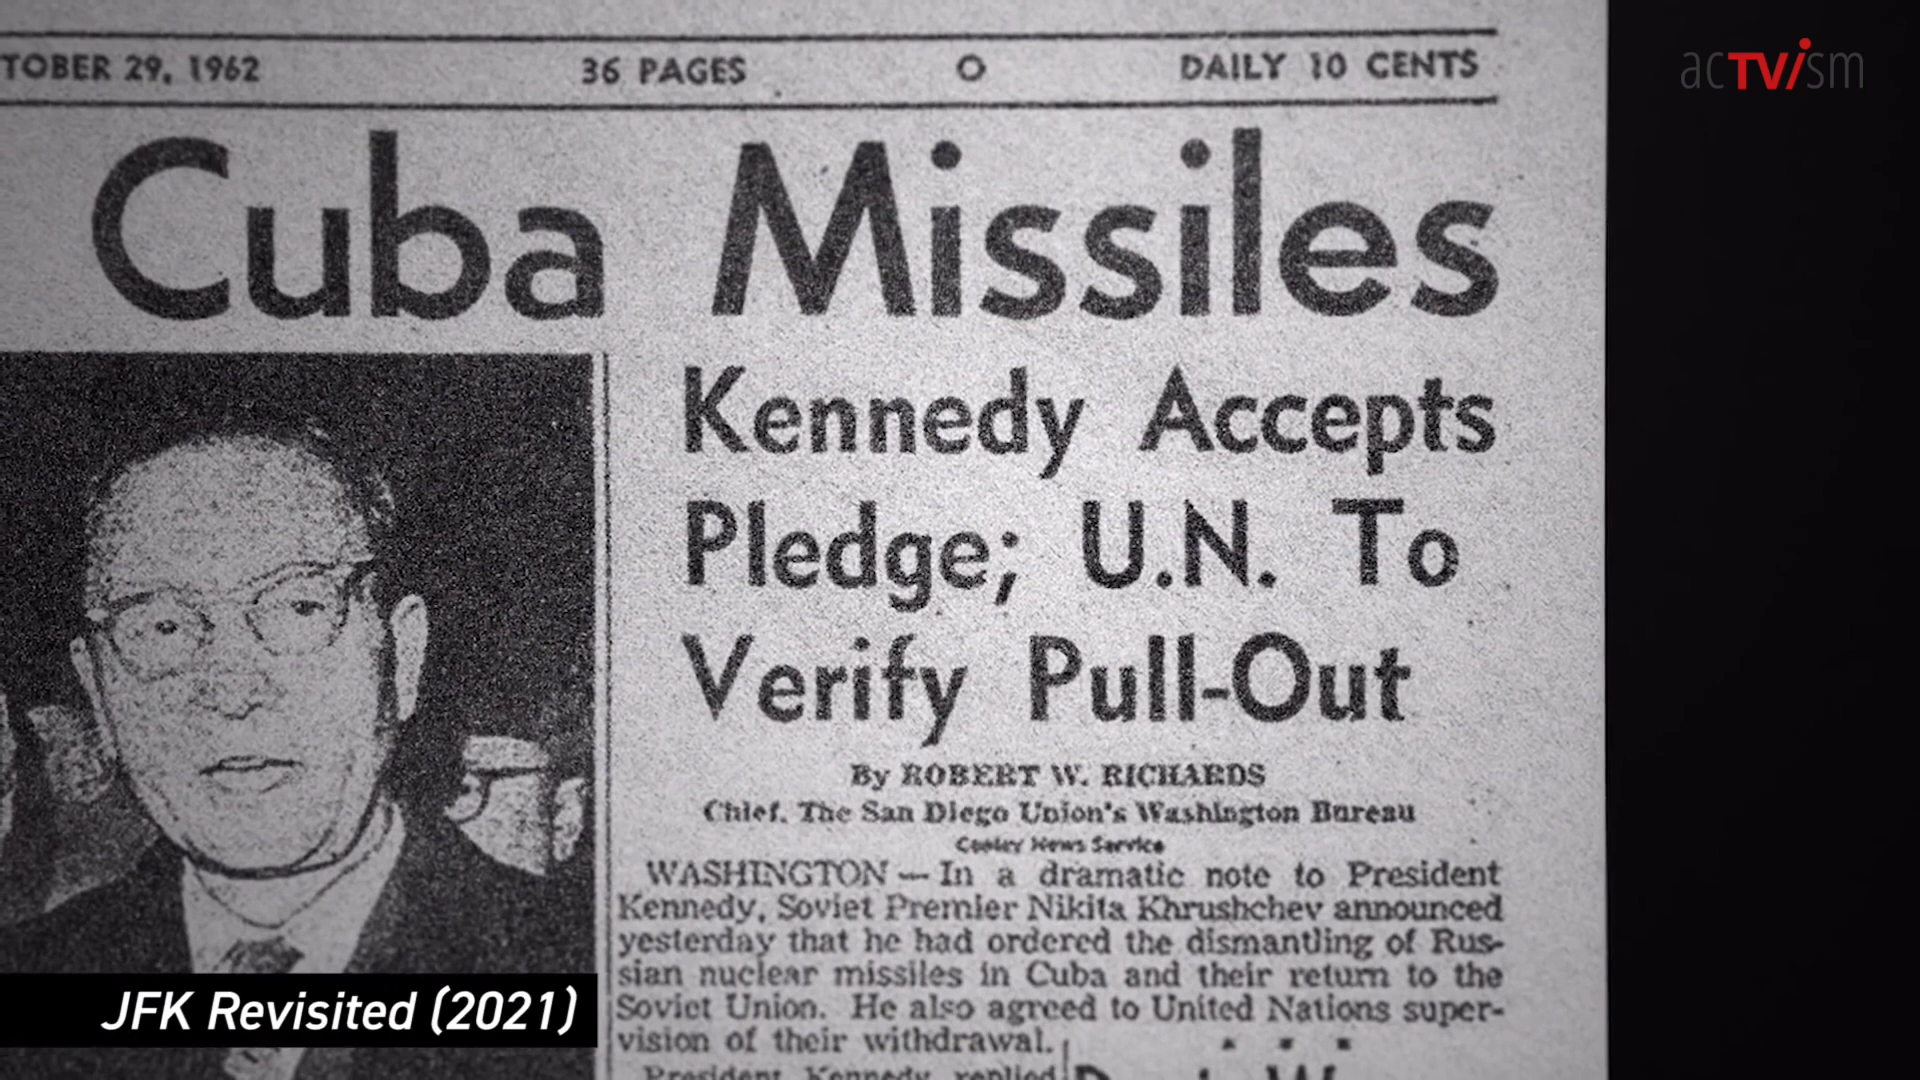 TOBER 29, 1962 36 PAGES DAILY 10 CENTS
acTVism
Cuba Missiles
Kennedy Accepts
Pledge; U.N. To
Verify Pull-Out
By ROBERT W. RICHARDS
Chief, The San Diego Union's Washington Bureau
Copley News Service
WASHINGTON — In a dramatic note to President
Kennedy, Soviet Premier Nikita Khrushchev announced
yesterday that he had ordered the dismantling of Rus-
sian nuclear missiles in Cuba and their return to the
Soviet Union. He also agreed to United Nations super-
vision of their withdrawal.
President Kennedy replied
JFK Revisited (2021)